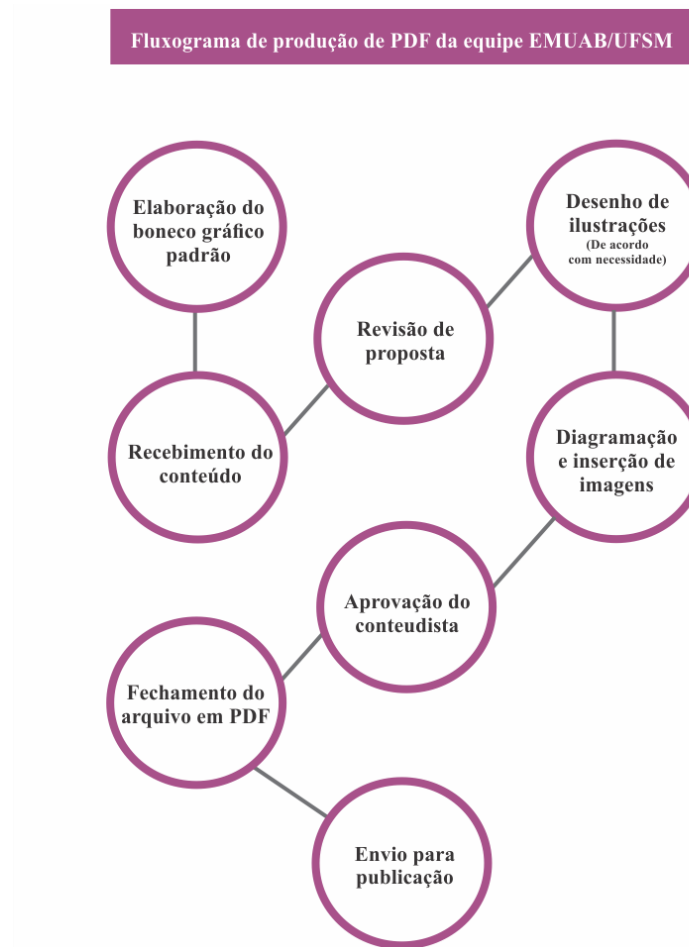 Fluxograma de produção de PDF da equipe EMUAB/UFSM
Elaboração do
boneco gráfico
padrão
Recebimento do
conteúdo
Revisão de
proposta
Desenho de
ilustrações
(De acordo
com necessidade)
Diagramação
e inserção de
imagens
Aprovação do
conteudista
Fechamento do
arquivo em PDF
Envio para
publicação